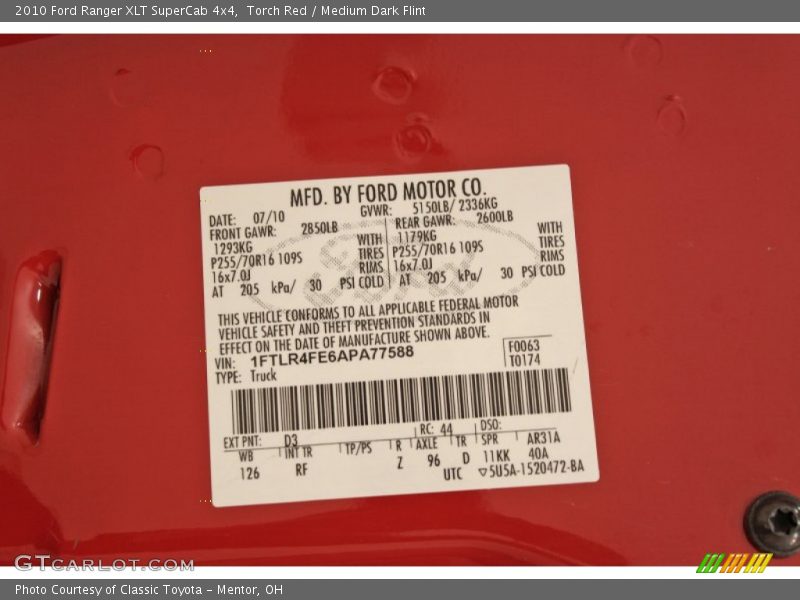 2010 Ford Ranger XLT SuperCab 4x4, Torch Red / Medium Dark Flint
MFD. BY FORD MOTOR CO.
DATE: 07/10 GVWR: 5150LB/ 2336KG
FRONT GAWR: 2850LB REAR GAWR: 2600LB
1293KG WITH 1179KG WITH
P255/70R16 109S TIRES P255/70R16 109S TIRES
16x7.0J RIMS 16x7.0J RIMS
AT 205 kPa/ 30 PSI COLD AT 205 kPa/ 30 PSI COLD
THIS VEHICLE CONFORMS TO ALL APPLICABLE FEDERAL MOTOR
VEHICLE SAFETY AND THEFT PREVENTION STANDARDS IN
EFFECT ON THE DATE OF MANUFACTURE SHOWN ABOVE.
VIN: 1FTLR4FE6APA77588 F0063
TYPE: Truck T0174
EXT PNT: D3 RC: 44 DSO:
WB INT TR TP/PS R AXLE TR SPR AR31A
126 RF Z 96 D 11KK 40A
UTC ▽5U5A-1520472-BA
GTCARLOT.COM
Photo Courtesy of Classic Toyota - Mentor, OH